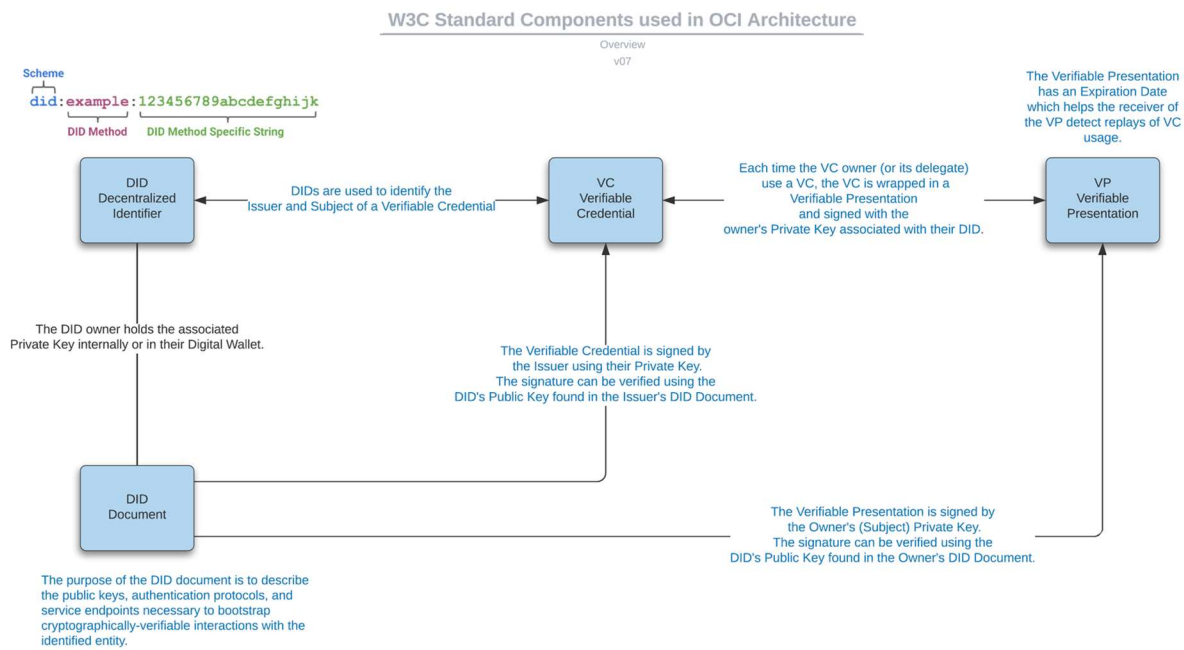 W3C Standard Components used in OCI Architecture
Overview
v07
Scheme
did:example:123456789abcdefghijk
DID Method
DID Method Specific String
The Verifiable Presentation
has an Expiration Date
which helps the receiver of
the VP detect replays of VC
usage.
DID
Decentralized
Identifier
DIDs are used to identify the
Issuer and Subject of a Verifiable Credential
VC
Verifiable
Credential
Each time the VC owner (or its delegate)
use a VC, the VC is wrapped in a
Verifiable Presentation
and signed with the
owner's Private Key associated with their DID.
VP
Verifiable
Presentation
The DID owner holds the associated
Private Key internally or in their Digital Wallet.
The Verifiable Credential is signed by
the Issuer using their Private Key.
The signature can be verified using the
DID's Public Key found in the Issuer's DID Document.
DID
Document
The Verifiable Presentation is signed by
the Owner's (Subject) Private Key.
The signature can be verified using the
DID's Public Key found in the Owner's DID Document.
The purpose of the DID document is to describe
the public keys, authentication protocols, and
service endpoints necessary to bootstrap
cryptographically-verifiable interactions with the
identified entity.